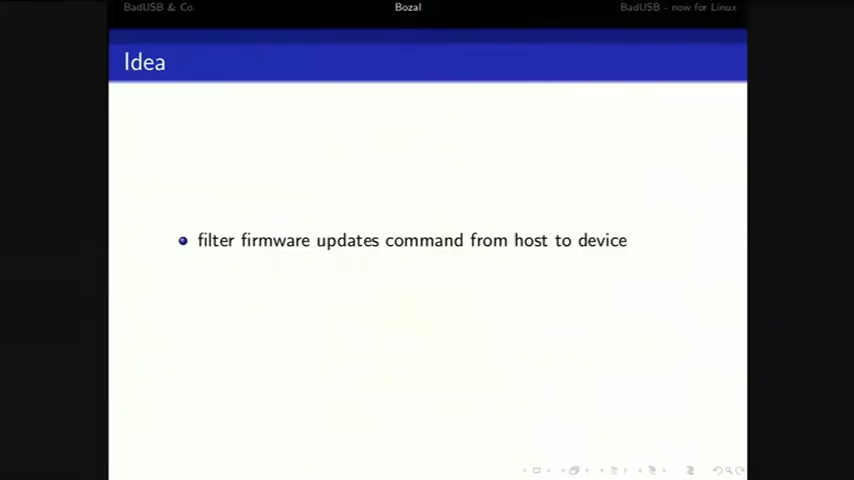 BadUSB & Co.
Bozal
BadUSB - now for Linux
Idea
filter firmware updates command from host to device